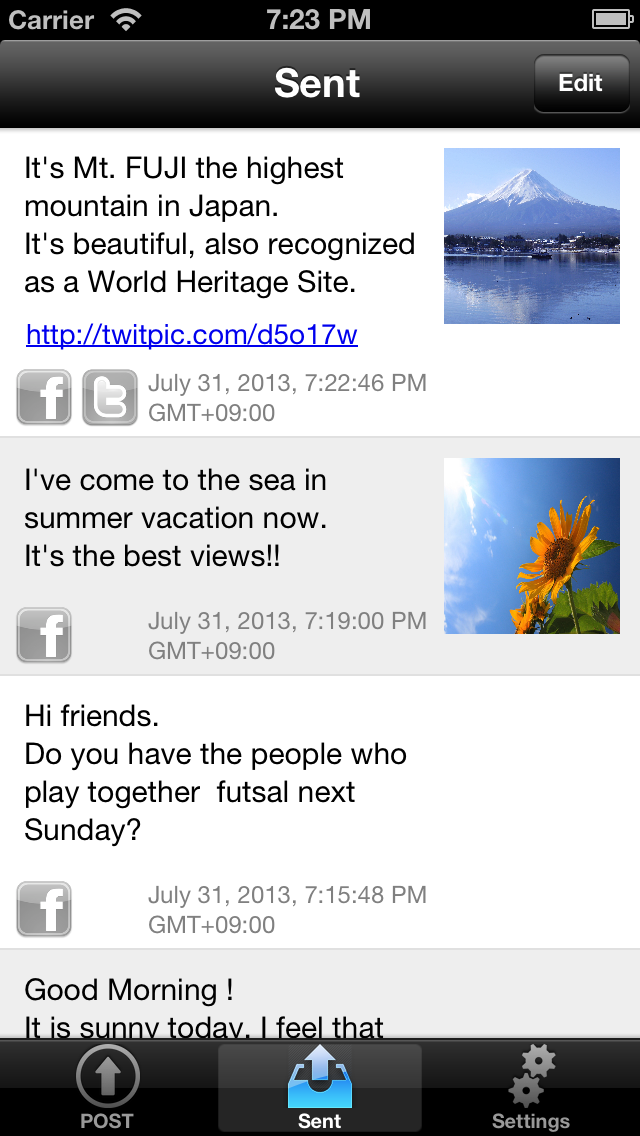 Carrier 7:23 PM
Sent Edit
It's Mt. FUJI the highest
mountain in Japan.
It's beautiful, also recognized
as a World Heritage Site.
http://twitpic.com/d5o17w
July 31, 2013, 7:22:46 PM
GMT+09:00
I've come to the sea in
summer vacation now.
It's the best views!!
July 31, 2013, 7:19:00 PM
GMT+09:00
Hi friends.
Do you have the people who
play together  futsal next
Sunday?
July 31, 2013, 7:15:48 PM
GMT+09:00
Good Morning !
It is sunny today. I feel that
POST Sent Settings